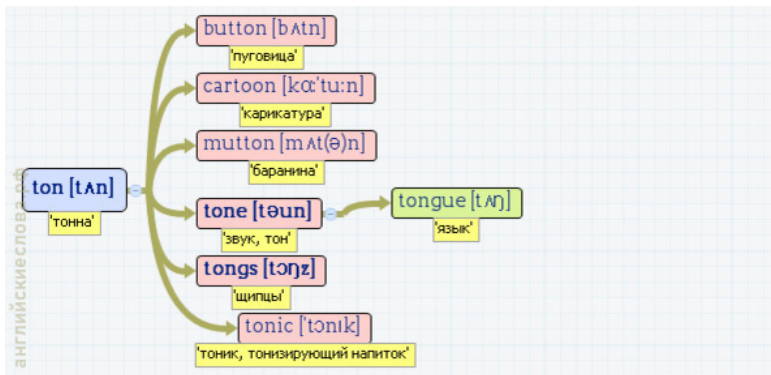 button [bʌtn]
'пуговица'
cartoon [kɑ'tu:n]
'карикатура'
mutton [mʌt(ə)n]
'баранина'
ton [tʌn]
'тонна'
tone [təun]
'звук, тон'
tongue [tʌŋ]
'язык'
tongs [tɔŋz]
'щипцы'
tonic ['tɔnık]
'тоник, тонизирующий напиток'
английскиеслова.рф